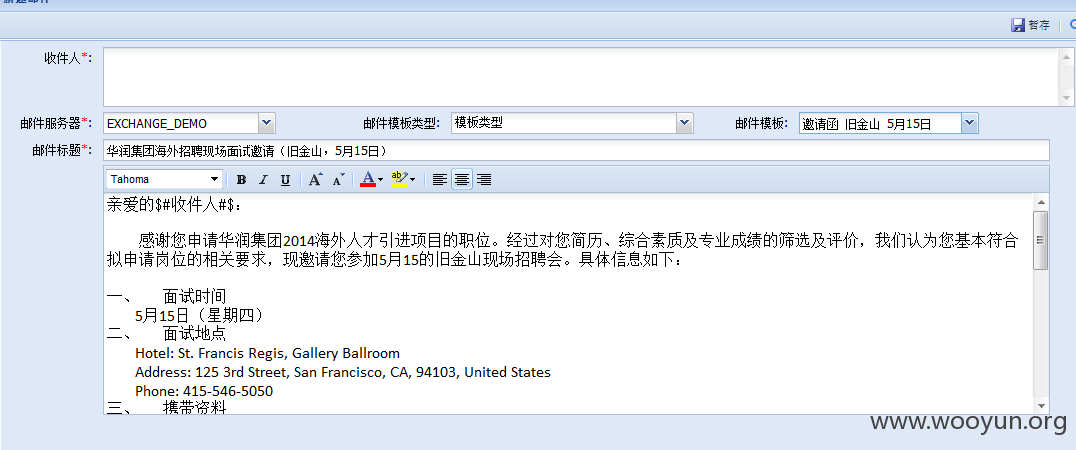 暂存
收件人*:
邮件服务器*: EXCHANGE_DEMO 邮件模板类型: 模板类型 邮件模板: 邀请函 旧金山 5月15日
邮件标题*: 华润集团海外招聘现场面试邀请（旧金山，5月15日）
Tahoma B I U A A A ab
亲爱的$#收件人#$：
感谢您申请华润集团2014海外人才引进项目的职位。经过对您简历、综合素质及专业成绩的筛选及评价，我们认为您基本符合
拟申请岗位的相关要求，现邀请您参加5月15的旧金山现场招聘会。具体信息如下：
一、 面试时间
5月15日（星期四）
二、 面试地点
Hotel: St. Francis Regis, Gallery Ballroom
Address: 125 3rd Street, San Francisco, CA, 94103, United States
Phone: 415-546-5050
三、 携带资料
www.wooyun.org